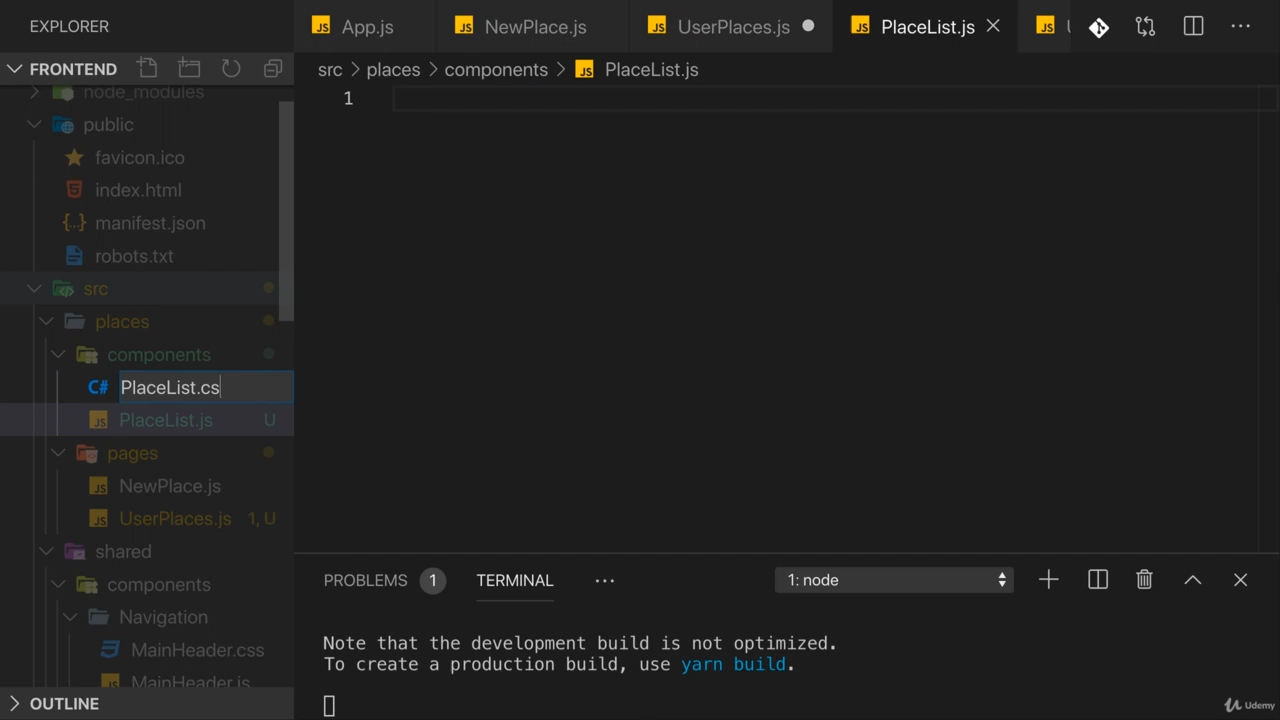 EXPLORER
App.js
NewPlace.js
UserPlaces.js
PlaceList.js
FRONTEND
src > places > components > PlaceList.js
1
node_modules
public
favicon.ico
index.html
manifest.json
robots.txt
src
places
components
PlaceList.cs
PlaceList.js U
pages
NewPlace.js
UserPlaces.js 1, U
shared
components
Navigation
MainHeader.css
MainHeader.js
OUTLINE
PROBLEMS 1 TERMINAL ...
1: node
Note that the development build is not optimized.
To create a production build, use yarn build.
Udemy